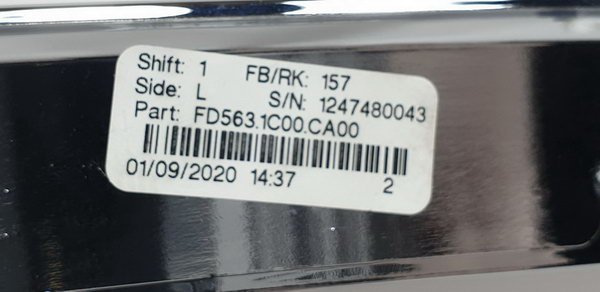 Shift: 1 FB/RK: 157
Side: L S/N: 1247480043
Part: FD563.1C00.CA00
01/09/2020 14:37 2